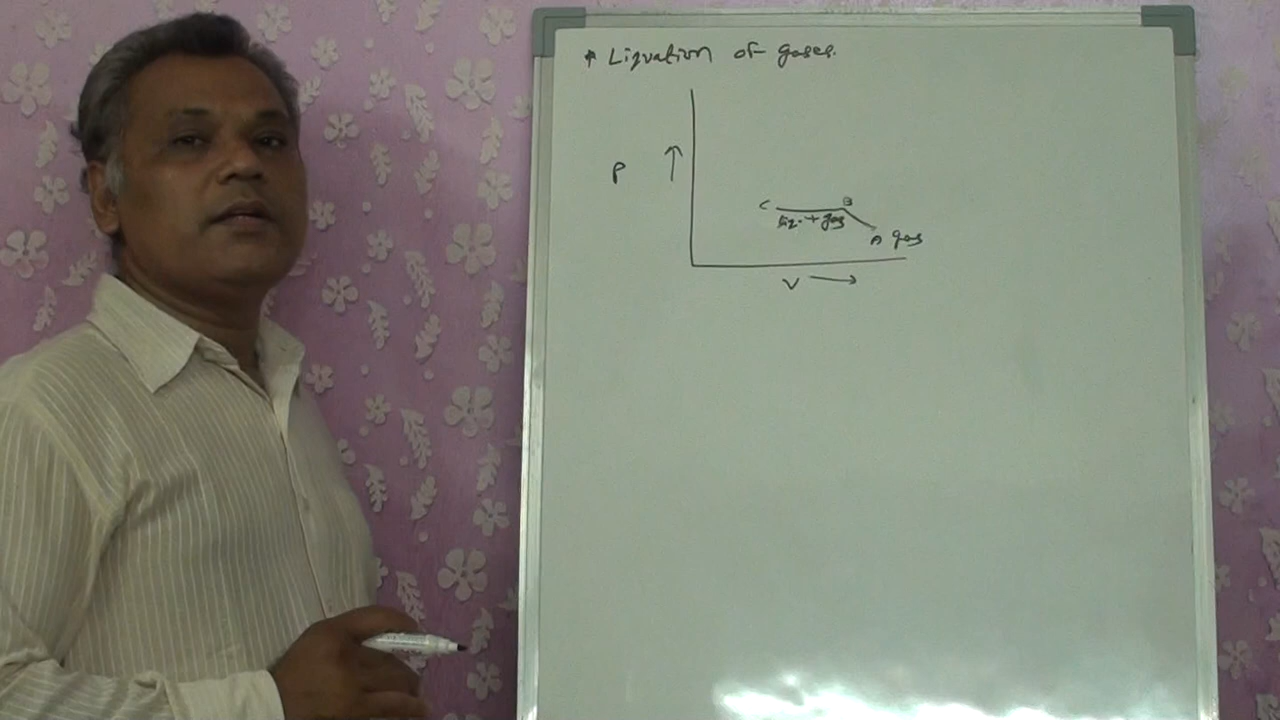 * Liquation of gases.
P ↑
C B
liq. + gas
A gas
V →